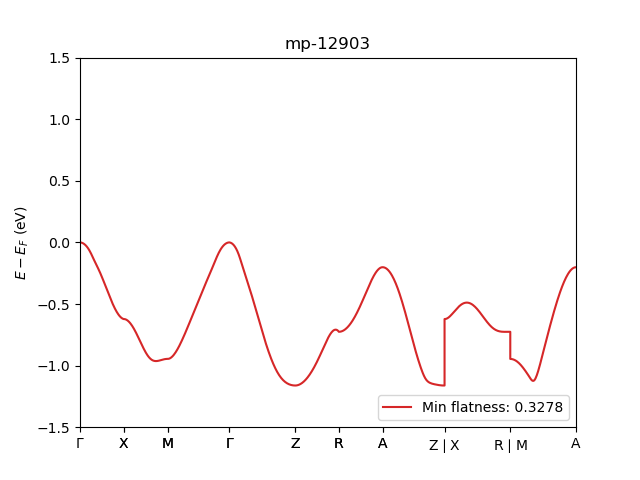 mp-12903
1.5
1.0
0.5
0.0
−0.5
−1.0
−1.5
E − E_F (eV)
Min flatness: 0.3278
Γ X M Γ Z R A Z | X R | M A